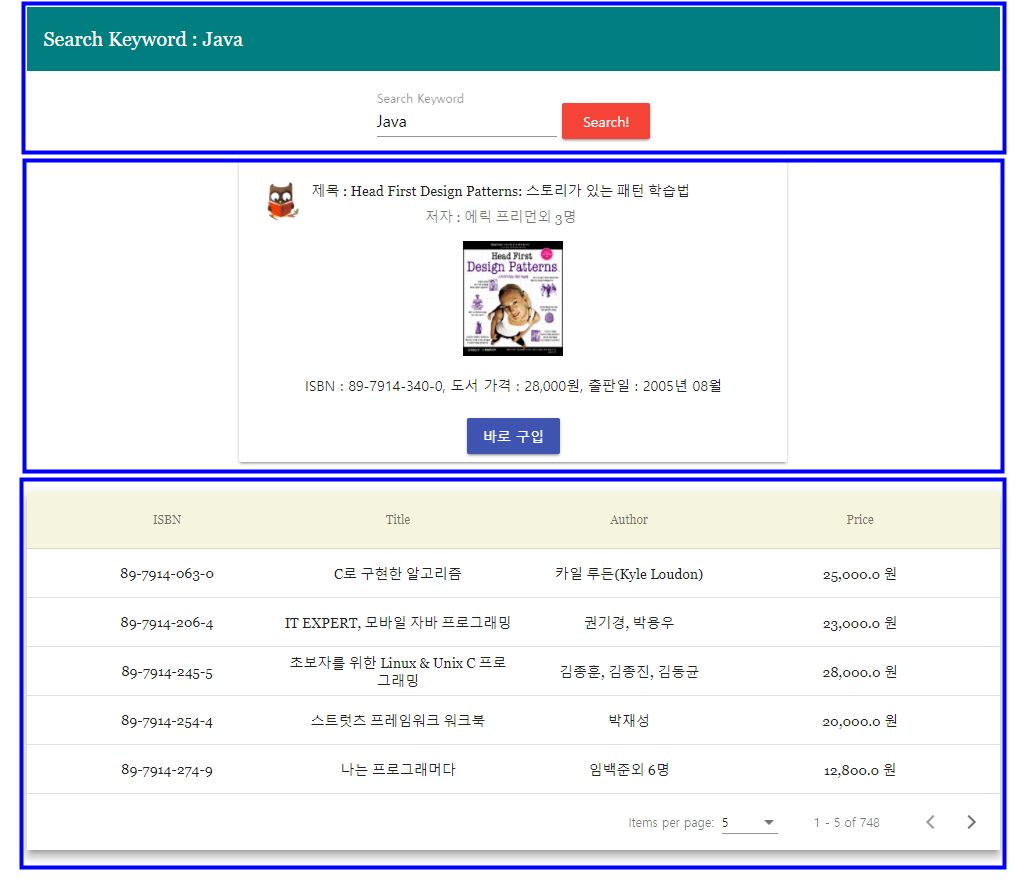 Search Keyword : Java
Search Keyword
Java
Search!
제목 : Head First Design Patterns: 스토리가 있는 패턴 학습법
저자 : 에릭 프리먼외 3명
Head First
Design Patterns
ISBN : 89-7914-340-0, 도서 가격 : 28,000원, 출판일 : 2005년 08월
바로 구입
ISBN Title Author Price
89-7914-063-0 C로 구현한 알고리즘 카일 루든(Kyle Loudon) 25,000.0 원
89-7914-206-4 IT EXPERT, 모바일 자바 프로그래밍 권기경, 박용우 23,000.0 원
89-7914-245-5 초보자를 위한 Linux & Unix C 프로
그래밍 김종훈, 김종진, 김동균 28,000.0 원
89-7914-254-4 스트럿츠 프레임워크 워크북 박재성 20,000.0 원
89-7914-274-9 나는 프로그래머다 임백준외 6명 12,800.0 원
Items per page: 5 1 - 5 of 748